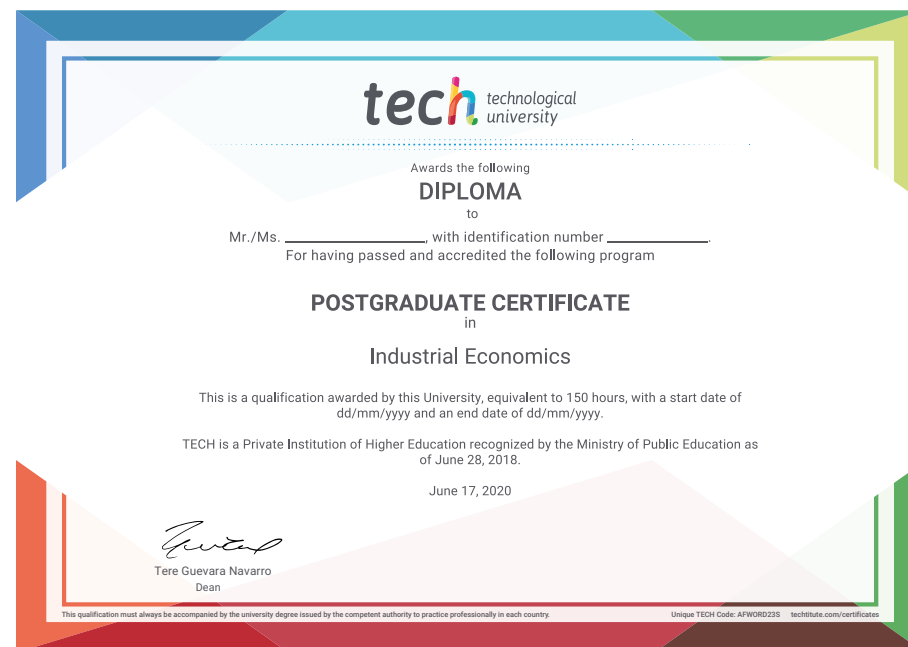 tech technological
university
Awards the following
DIPLOMA
to
Mr./Ms. ____________________, with identification number ______________.
For having passed and accredited the following program
POSTGRADUATE CERTIFICATE
in
Industrial Economics
This is a qualification awarded by this University, equivalent to 150 hours, with a start date of
dd/mm/yyyy and an end date of dd/mm/yyyy.
TECH is a Private Institution of Higher Education recognized by the Ministry of Public Education as
of June 28, 2018.
June 17, 2020
Tere Guevara Navarro
Dean
This qualification must always be accompanied by the university degree issued by the competent authority to practice professionally in each country. Unique TECH Code: AFWORD23S techtitute.com/certificates